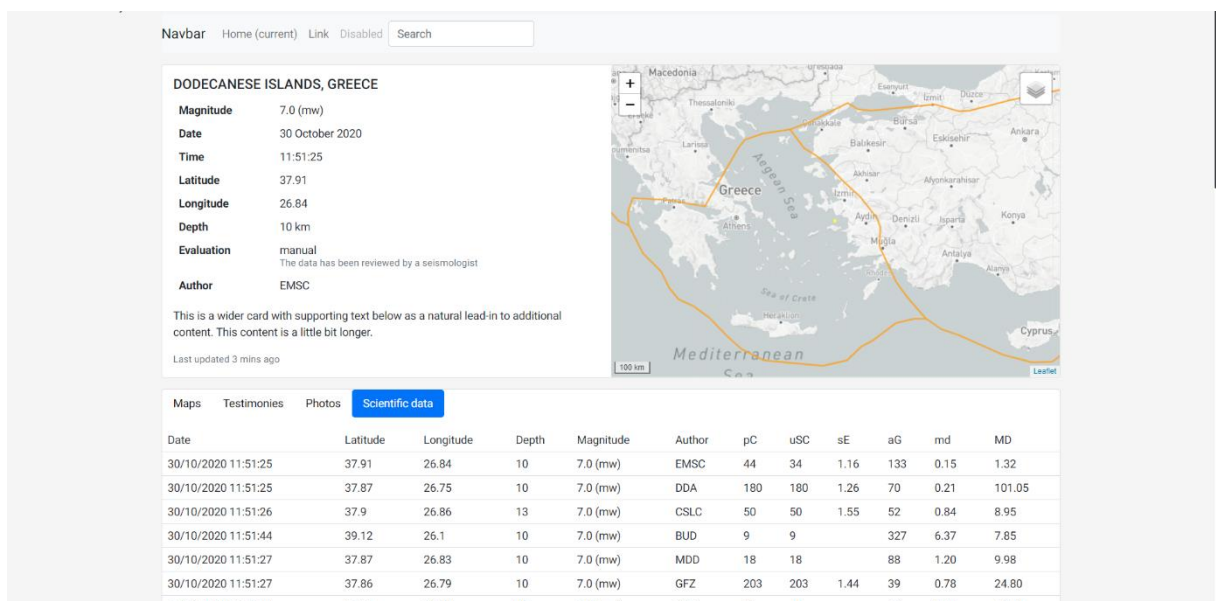 Navbar Home (current) Link Disabled Search
DODECANESE ISLANDS, GREECE
Magnitude 7.0 (mw)
Date 30 October 2020
Time 11:51:25
Latitude 37.91
Longitude 26.84
Depth 10 km
Evaluation manual
The data has been reviewed by a seismologist
Author EMSC
This is a wider card with supporting text below as a natural lead-in to additional
content. This content is a little bit longer.
Last updated 3 mins ago
+
−
Macedonia
Thessaloniki
Esenyurt
Izmit
Düzce
Bursa
Eskisehir
Ankara
Larissa
Balıkesir
Aegean Sea
Akhisar
Afyonkarahisar
Greece
Izmir
Patras
Athens
Aydın
Denizli
Isparta
Konya
Muğla
Antalya
Alanya
Rhodes
Sea of Crete
Heraklion
Cyprus
Mediterranean
Sea
100 km
Leaflet
Maps Testimonies Photos Scientific data
Date Latitude Longitude Depth Magnitude Author pC uSC sE aG md MD
30/10/2020 11:51:25 37.91 26.84 10 7.0 (mw) EMSC 44 34 1.16 133 0.15 1.32
30/10/2020 11:51:25 37.87 26.75 10 7.0 (mw) DDA 180 180 1.26 70 0.21 101.05
30/10/2020 11:51:26 37.9 26.86 13 7.0 (mw) CSLC 50 50 1.55 52 0.84 8.95
30/10/2020 11:51:44 39.12 26.1 10 7.0 (mw) BUD 9 9 327 6.37 7.85
30/10/2020 11:51:27 37.87 26.83 10 7.0 (mw) MDD 18 18 88 1.20 9.98
30/10/2020 11:51:27 37.86 26.79 10 7.0 (mw) GFZ 203 203 1.44 39 0.78 24.80